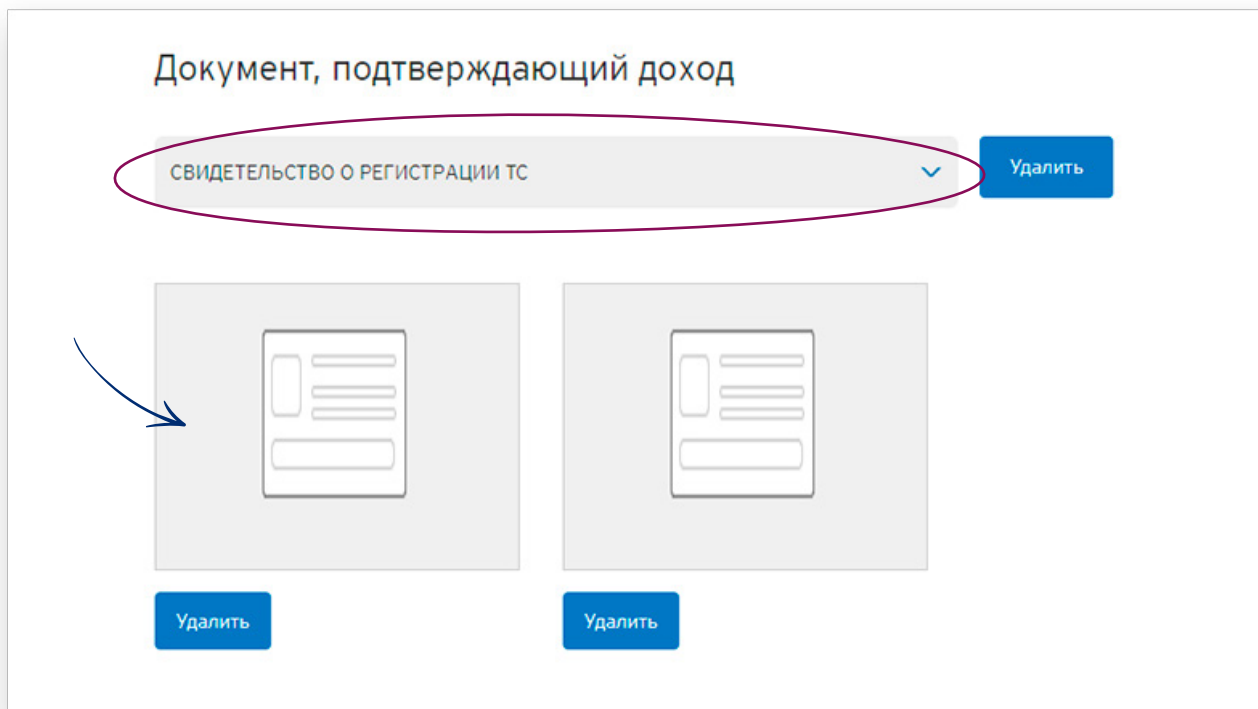 Документ, подтверждающий доход
СВИДЕТЕЛЬСТВО О РЕГИСТРАЦИИ ТС
Удалить
Удалить
Удалить